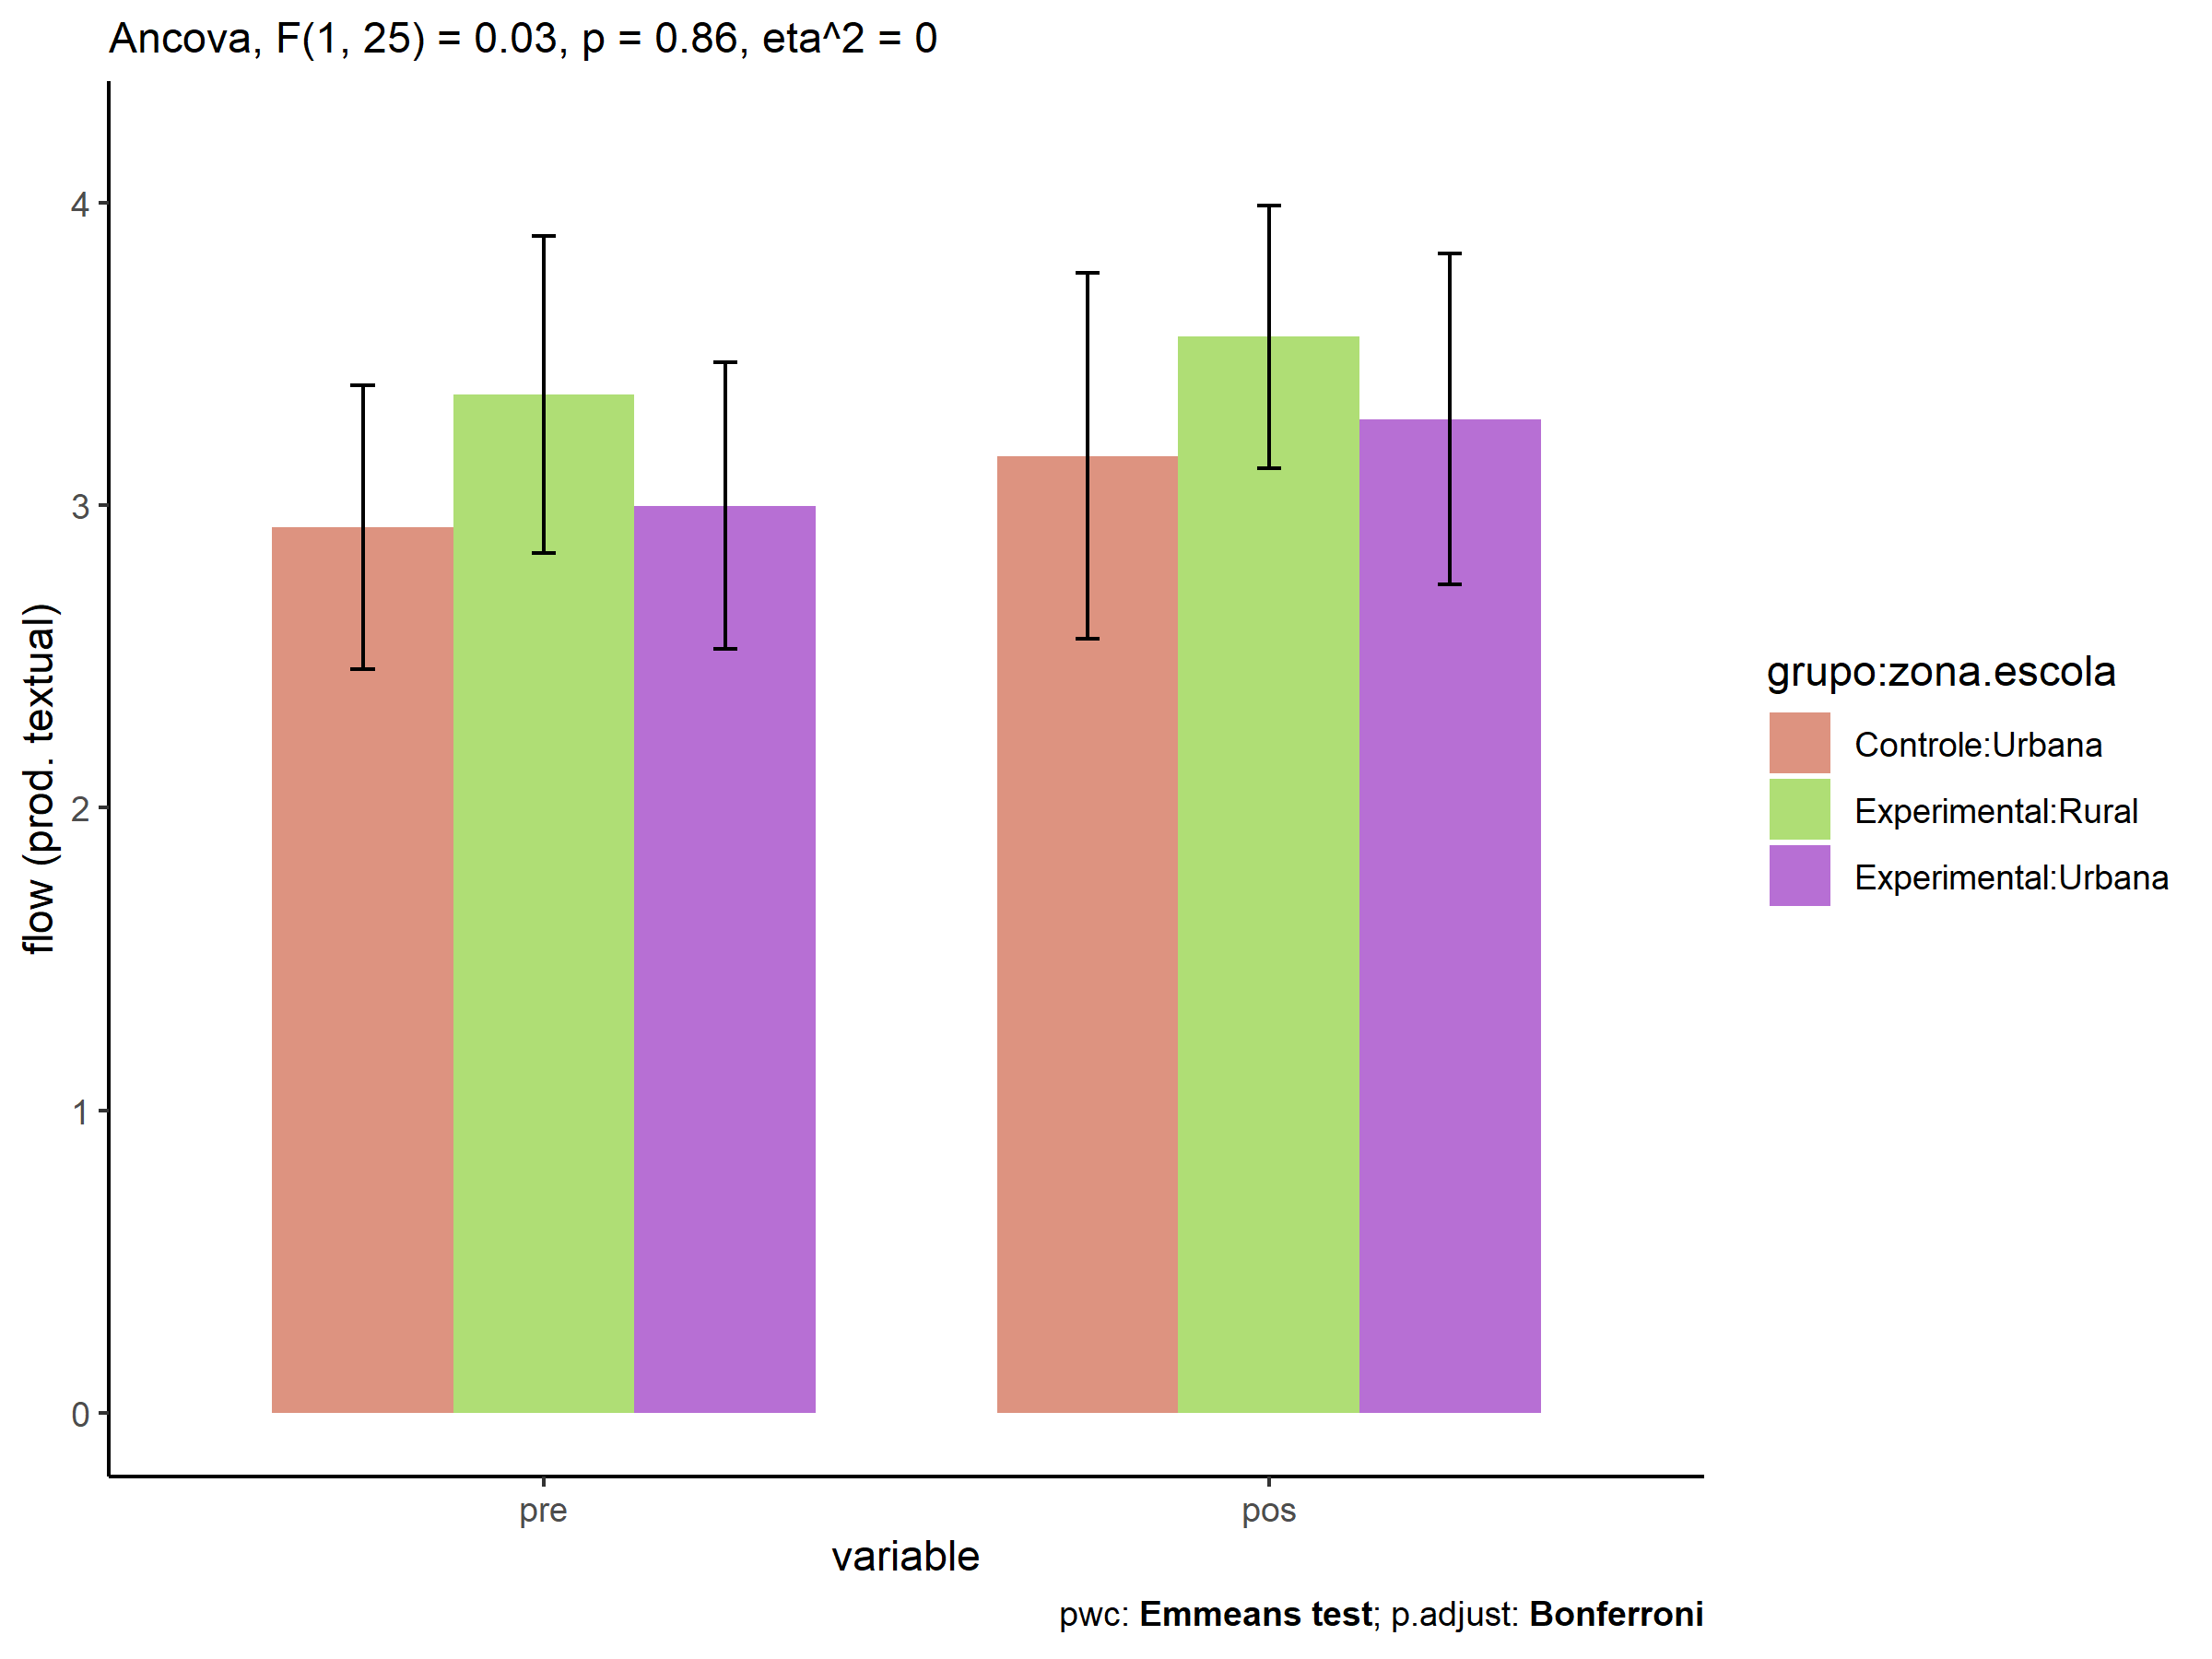 Ancova, F(1, 25) = 0.03, p = 0.86, eta^2 = 0
flow (prod. textual)
4
3
2
1
0
pre
pos
variable
grupo:zona.escola
Controle:Urbana
Experimental:Rural
Experimental:Urbana
pwc: Emmeans test; p.adjust: Bonferroni